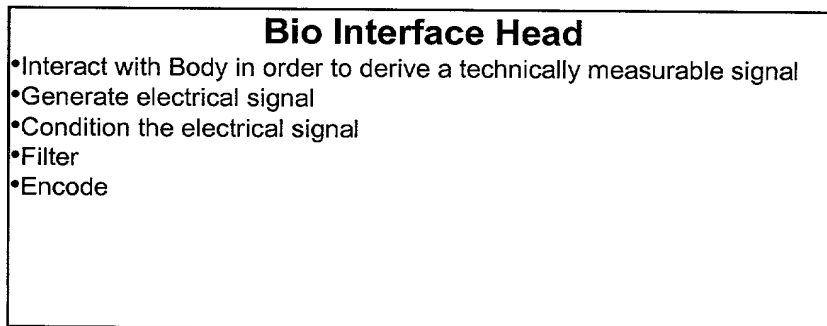 Bio Interface Head
•Interact with Body in order to derive a technically measurable signal
•Generate electrical signal
•Condition the electrical signal
•Filter
•Encode